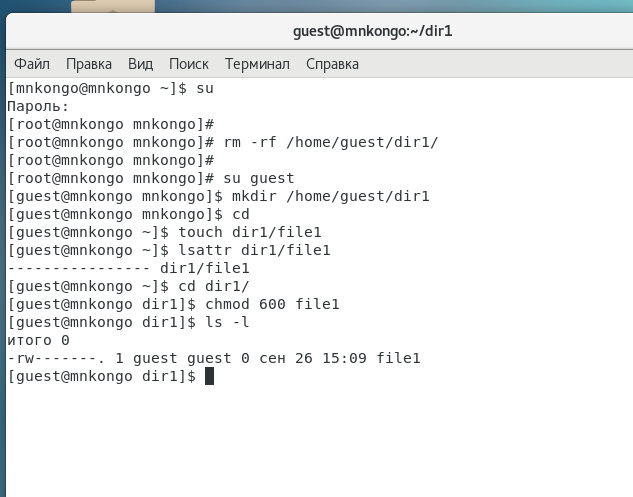 guest@mnkongo:~/dir1
Файл Правка Вид Поиск Терминал Справка
[mnkongo@mnkongo ~]$ su
Пароль:
[root@mnkongo mnkongo]#
[root@mnkongo mnkongo]# rm -rf /home/guest/dir1/
[root@mnkongo mnkongo]#
[root@mnkongo mnkongo]# su guest
[guest@mnkongo mnkongo]$ mkdir /home/guest/dir1
[guest@mnkongo mnkongo]$ cd
[guest@mnkongo ~]$ touch dir1/file1
[guest@mnkongo ~]$ lsattr dir1/file1
---------------- dir1/file1
[guest@mnkongo ~]$ cd dir1/
[guest@mnkongo dir1]$ chmod 600 file1
[guest@mnkongo dir1]$ ls -l
итого 0
-rw-------. 1 guest guest 0 сен 26 15:09 file1
[guest@mnkongo dir1]$